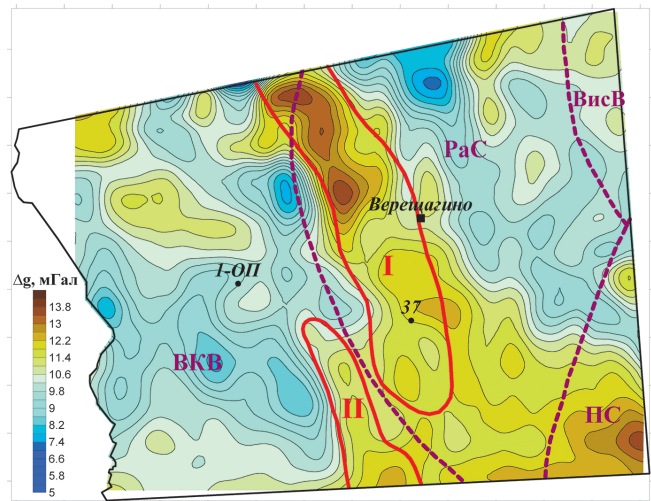 ВисВ
РаС
Верещагино
I
1-ОП
Δg, мГал
37
13.8
13
12.2
11.4
10.6
9.8
9
8.2
7.4
6.6
5.8
5
ВКВ
II
ПС